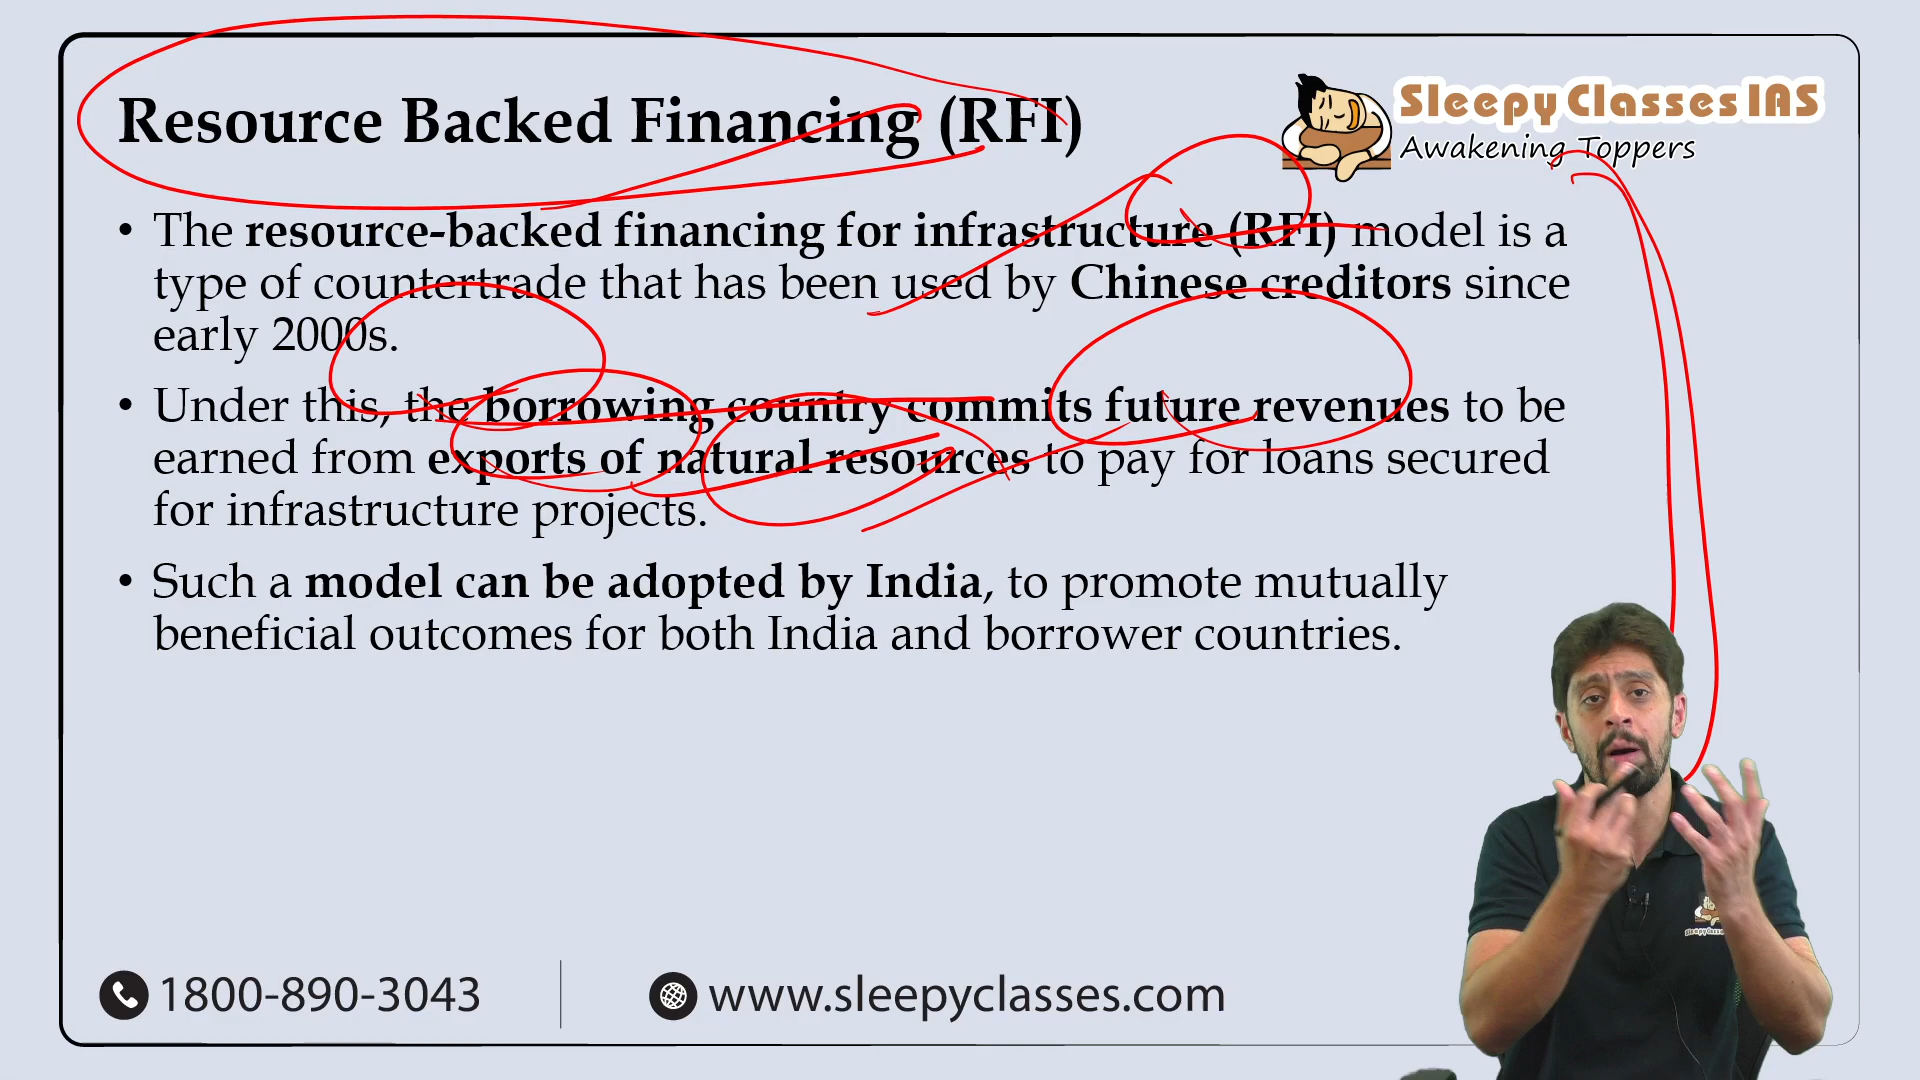 Resource Backed Financing (RFI)
Sleepy Classes IAS
Awakening Toppers
• The resource-backed financing for infrastructure (RFI) model is a
type of countertrade that has been used by Chinese creditors since
early 2000s.
• Under this, the borrowing country commits future revenues to be
earned from exports of natural resources to pay for loans secured
for infrastructure projects.
• Such a model can be adopted by India, to promote mutually
beneficial outcomes for both India and borrower countries.
1800-890-3043
www.sleepyclasses.com